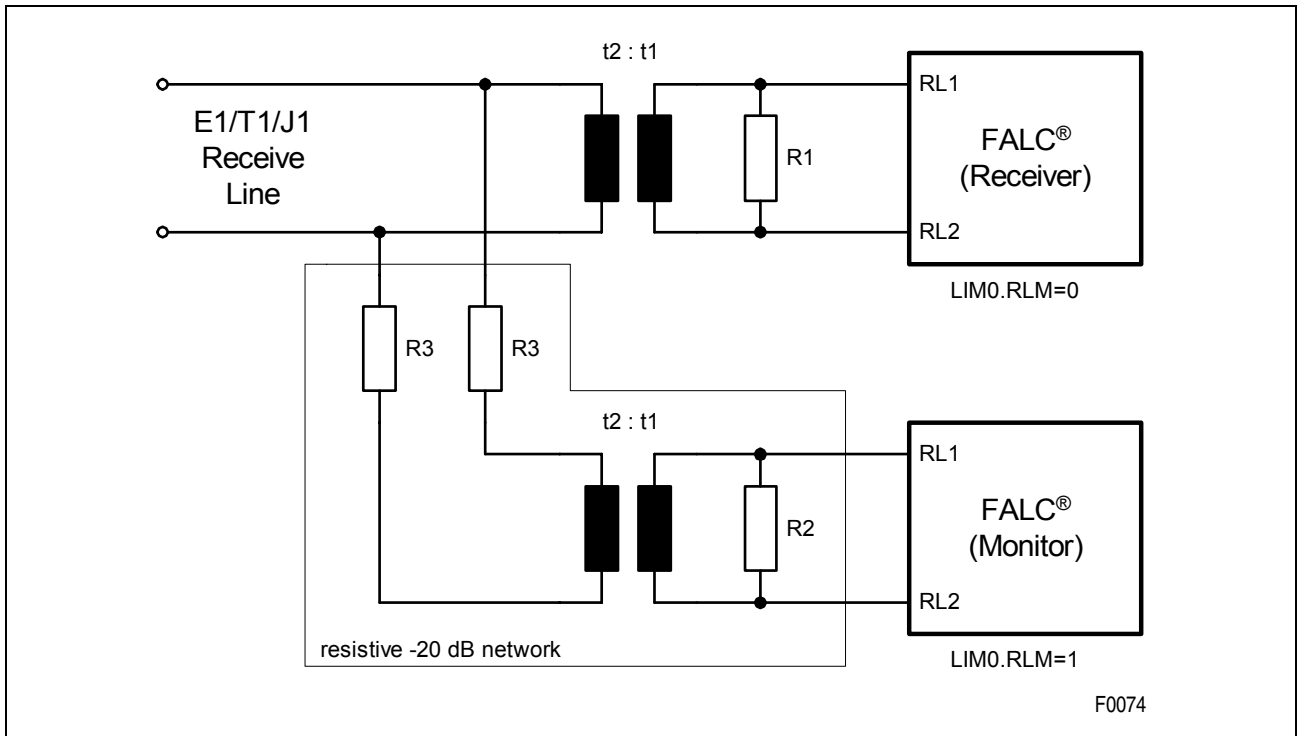 t2 : t1
E1/T1/J1
Receive
Line
R1
RL1
FALC®
(Receiver)
RL2
LIM0.RLM=0
R3
R3
t2 : t1
R2
RL1
FALC®
(Monitor)
RL2
resistive -20 dB network
LIM0.RLM=1
F0074